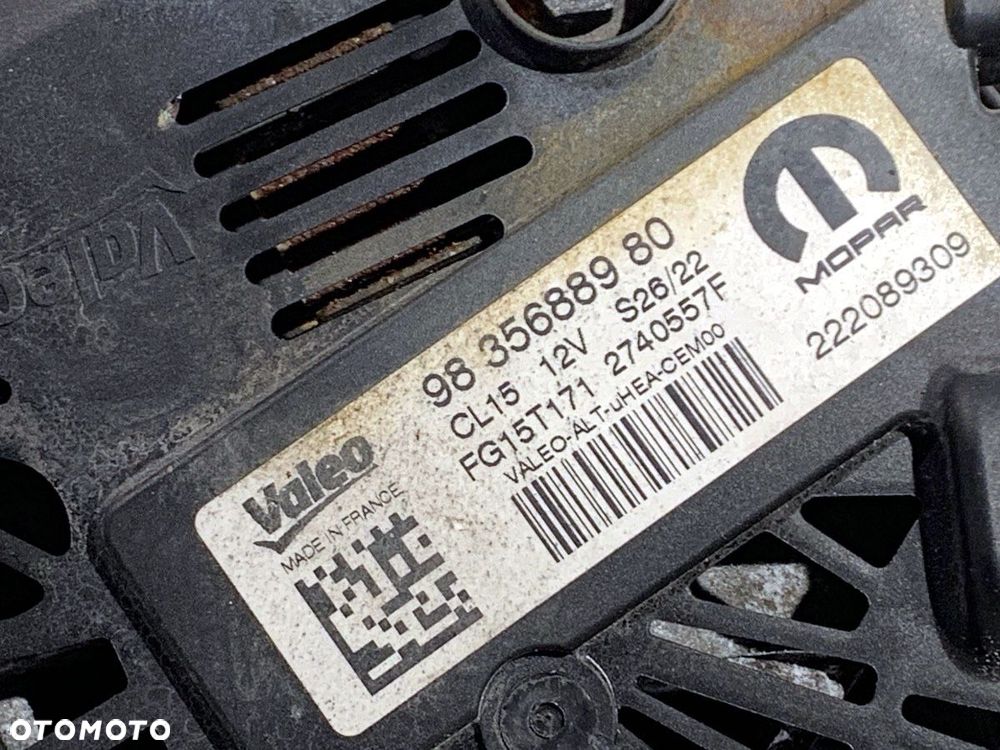 Valeo
98 356889 80
CL15 12V S26/22
FG15T171 2740557F
VALEO-ALT-uHEA-CEM00
Valeo
MADE IN FRANCE
MOPAR
222089309
OTOMOTO